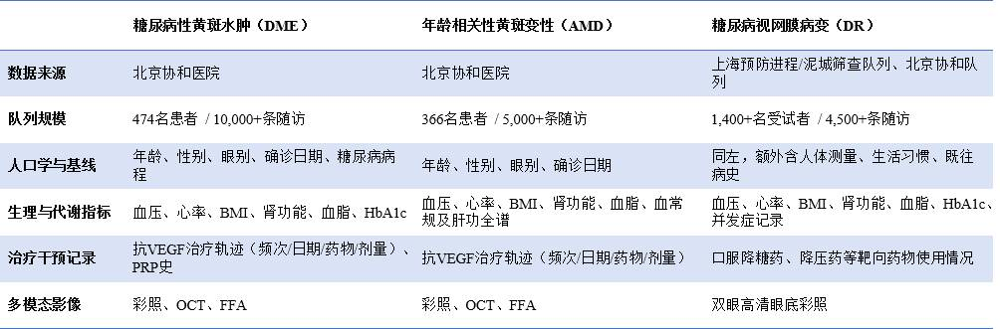 糖尿病性黄斑水肿（DME） 年龄相关性黄斑变性（AMD） 糖尿病视网膜病变（DR）
数据来源 北京协和医院 北京协和医院 上海预防进程/泥城筛查队列、北京协和队
列
队列规模 474名患者 / 10,000+条随访 366名患者 / 5,000+条随访 1,400+名受试者 / 4,500+条随访
人口学与基线 年龄、性别、眼别、确诊日期、糖尿病病
程 年龄、性别、眼别、确诊日期 同左，额外含人体测量、生活习惯、既往
病史
生理与代谢指标 血压、心率、BMI、肾功能、血脂、HbA1c 血压、心率、BMI、肾功能、血脂、血常
规及肝功全谱 血压、心率、BMI、肾功能、血脂、HbA1c、
并发症记录
治疗干预记录 抗VEGF治疗轨迹（频次/日期/药物/剂量）、
PRP史 抗VEGF治疗轨迹（频次/日期/药物/剂量） 口服降糖药、降压药等靶向药物使用情况
多模态影像 彩照、OCT、FFA 彩照、OCT、FFA 双眼高清眼底彩照